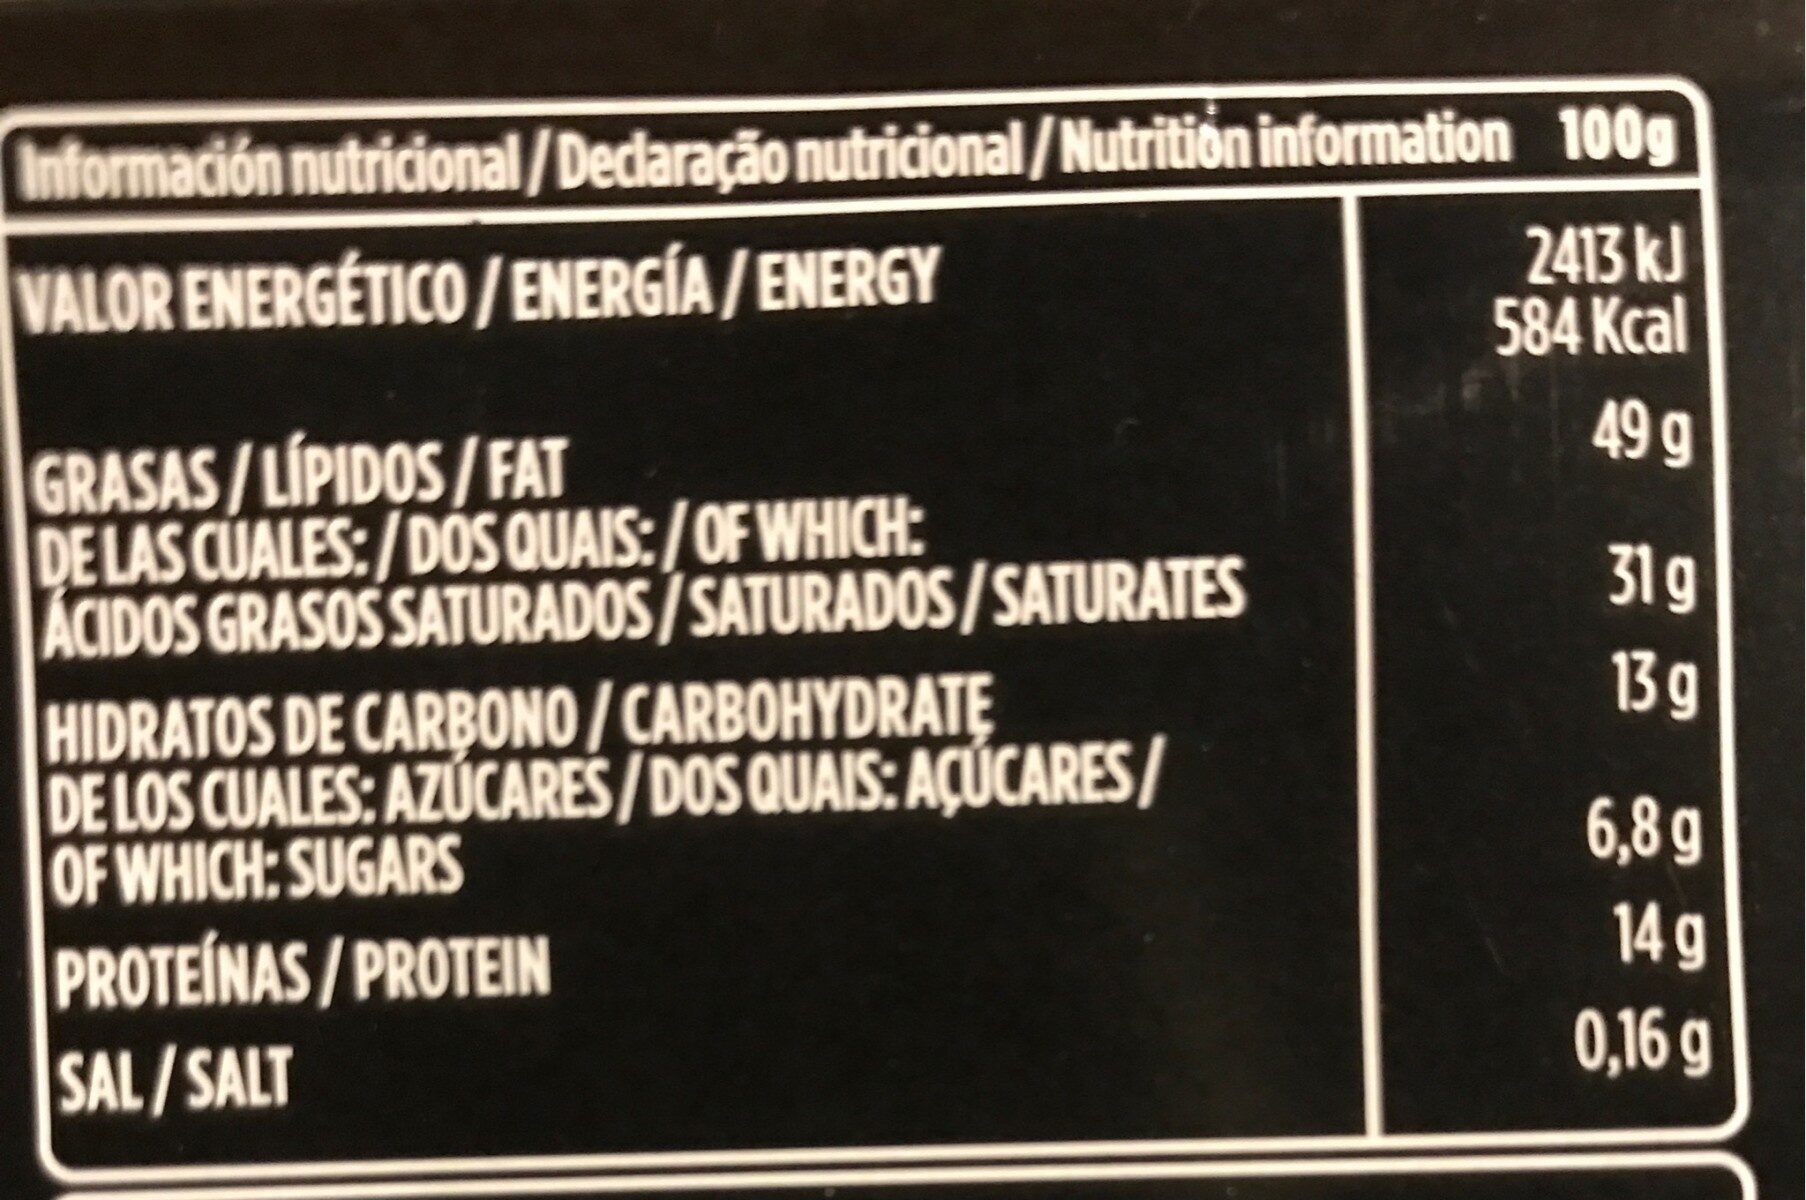 Información nutricional / Declaração nutricional / Nutrition information 100g
VALOR ENERGÉTICO / ENERGÍA / ENERGY 2413 kJ
584 Kcal
GRASAS / LÍPIDOS / FAT 49 g
DE LAS CUALES: / DOS QUAIS: / OF WHICH:
ÁCIDOS GRASOS SATURADOS / SATURADOS / SATURATES 31 g
HIDRATOS DE CARBONO / CARBOHYDRATE 13 g
DE LOS CUALES: AZÚCARES / DOS QUAIS: AÇÚCARES /
OF WHICH: SUGARS 6,8 g
PROTEÍNAS / PROTEIN 14 g
SAL / SALT 0,16 g